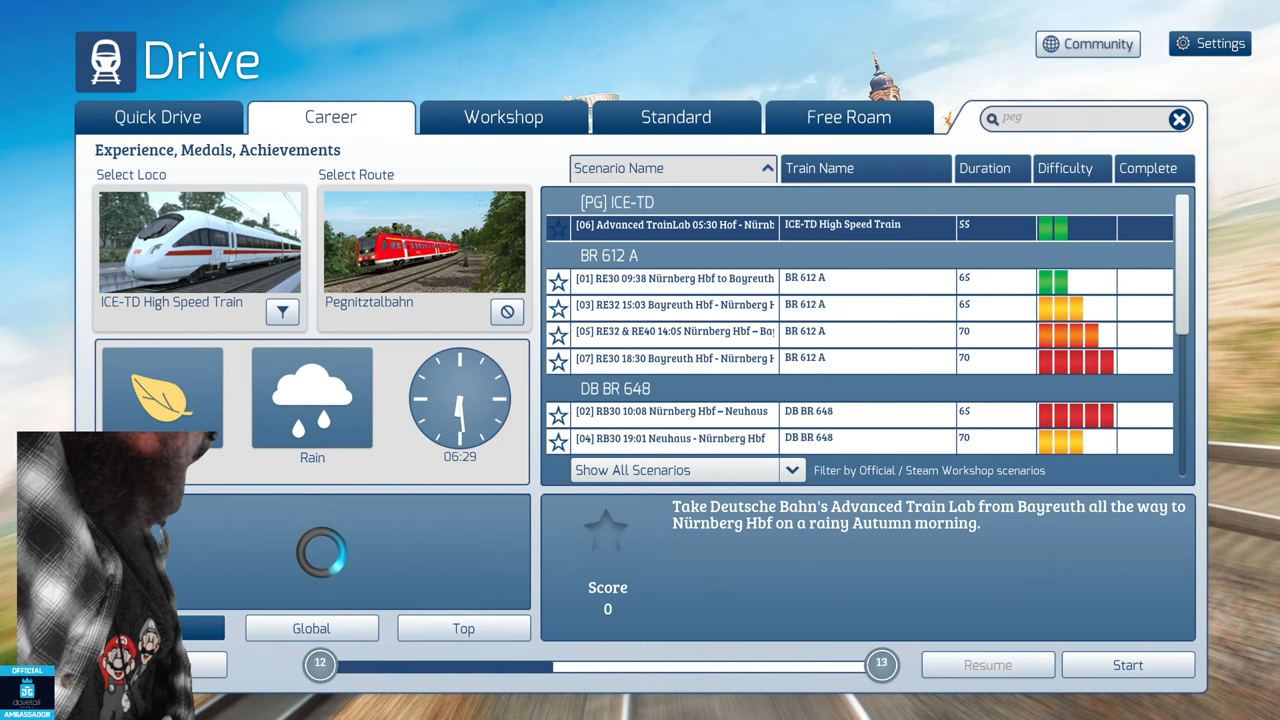 Drive
Community
Settings
Quick Drive
Career
Workshop
Standard
Free Roam
peg
Experience, Medals, Achievements
Select Loco
Select Route
ICE-TD High Speed Train
Pegnitztalbahn
Scenario Name
Train Name
Duration
Difficulty
Complete
[PG] ICE-TD
[06] Advanced TrainLab 05:30 Hof - Nürnb
ICE-TD High Speed Train
55
BR 612 A
[01] RE30 09:38 Nürnberg Hbf to Bayreuth
BR 612 A
65
[03] RE32 15:03 Bayreuth Hbf - Nürnberg H
BR 612 A
65
[05] RE32 & RE40 14:05 Nürnberg Hbf – Bay
BR 612 A
70
[07] RE30 18:30 Bayreuth Hbf - Nürnberg H
BR 612 A
70
DB BR 648
[02] RB30 10:08 Nürnberg Hbf – Neuhaus
DB BR 648
65
[04] RB30 19:01 Neuhaus - Nürnberg Hbf
DB BR 648
70
Show All Scenarios
Filter by Official / Steam Workshop scenarios
Rain
06:29
Take Deutsche Bahn's Advanced Train Lab from Bayreuth all the way to
Nürnberg Hbf on a rainy Autumn morning.
Score
0
Global
Top
12
13
Resume
Start
OFFICIAL
dovetail
AMBASSADOR